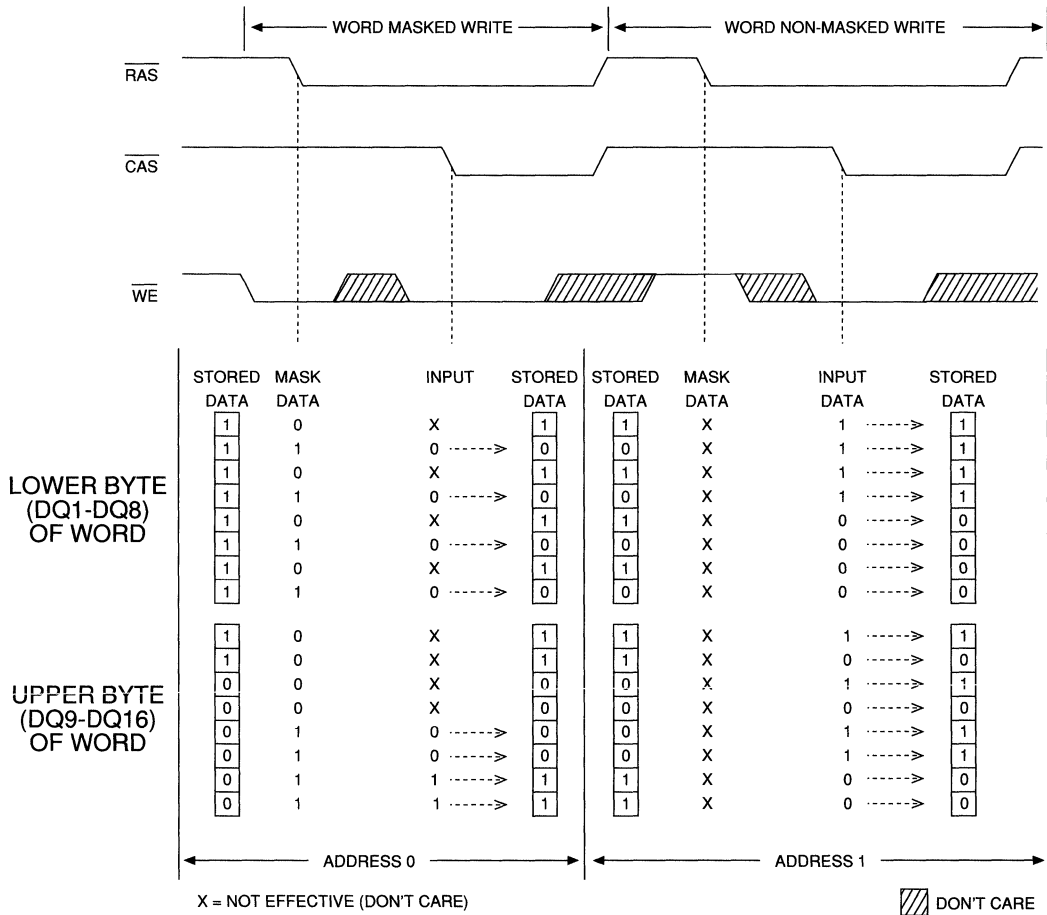 WORD MASKED WRITE WORD NON-MASKED WRITE
RAS
CAS
WE
STORED MASK INPUT STORED STORED MASK INPUT STORED
DATA DATA DATA DATA DATA DATA DATA
1 0 X 1 1 X 1 1
1 1 0 0 0 X 1 1
1 0 X 1 1 X 1 1
LOWER BYTE
1 1 0 0 0 X 1 1
(DQ1-DQ8)
1 0 X 1 1 X 0 0
OF WORD
1 1 0 0 0 X 0 0
1 0 X 1 1 X 0 0
1 1 0 0 0 X 0 0
1 0 X 1 1 X 1 1
1 0 X 1 1 X 0 0
UPPER BYTE
0 0 X 0 0 X 1 1
(DQ9-DQ16)
0 0 X 0 0 X 0 0
OF WORD
0 1 0 0 0 X 1 1
0 1 0 0 0 X 1 1
0 1 1 1 1 X 0 0
0 1 1 1 1 X 0 0
ADDRESS 0 ADDRESS 1
X = NOT EFFECTIVE (DON'T CARE) DON'T CARE